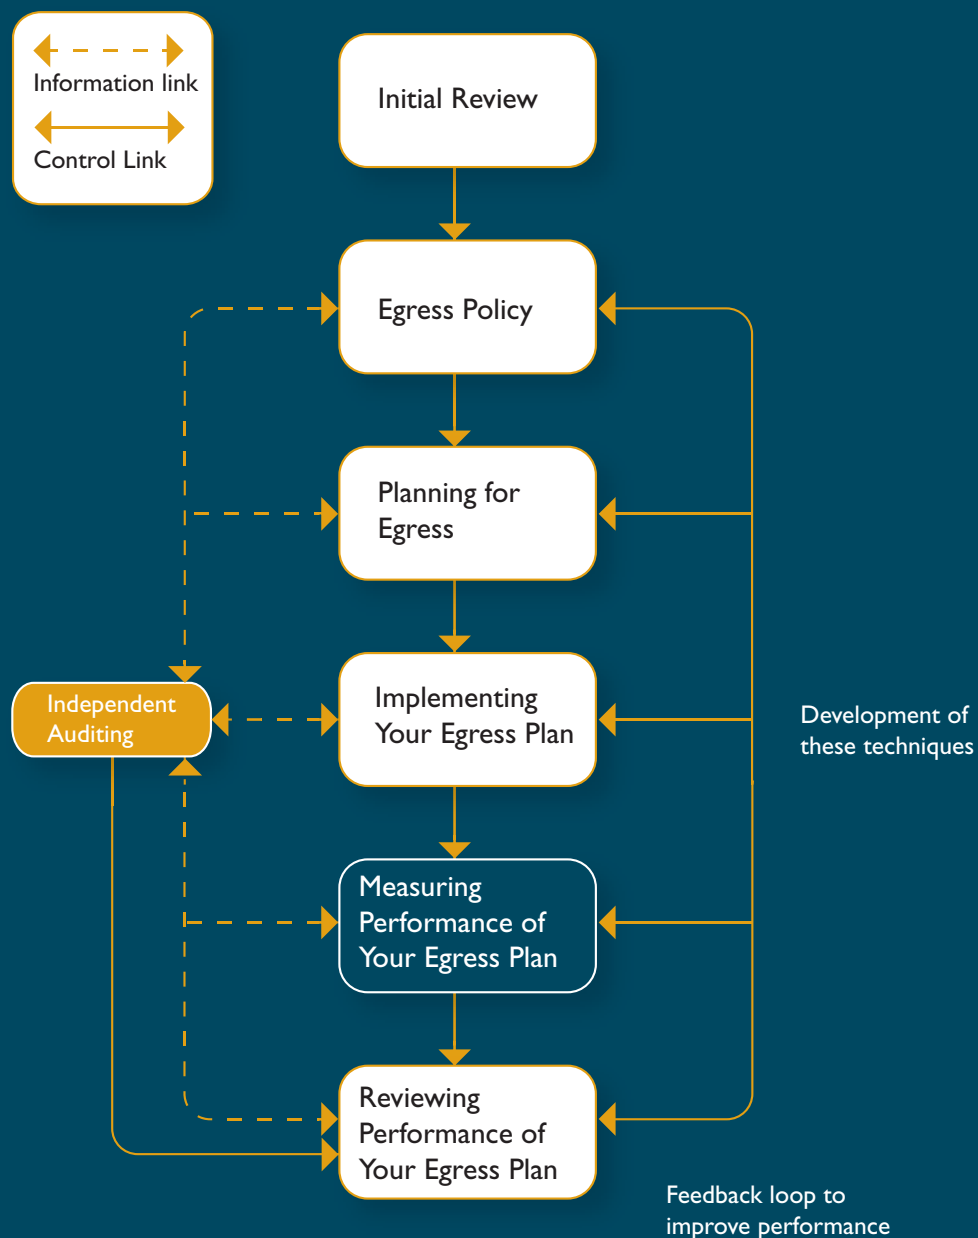 Information link
Control Link
Initial Review
Egress Policy
Planning for
Egress
Implementing
Your Egress Plan
Independent
Auditing
Development of
these techniques
Measuring
Performance of
Your Egress Plan
Reviewing
Performance of
Your Egress Plan
Feedback loop to
improve performance